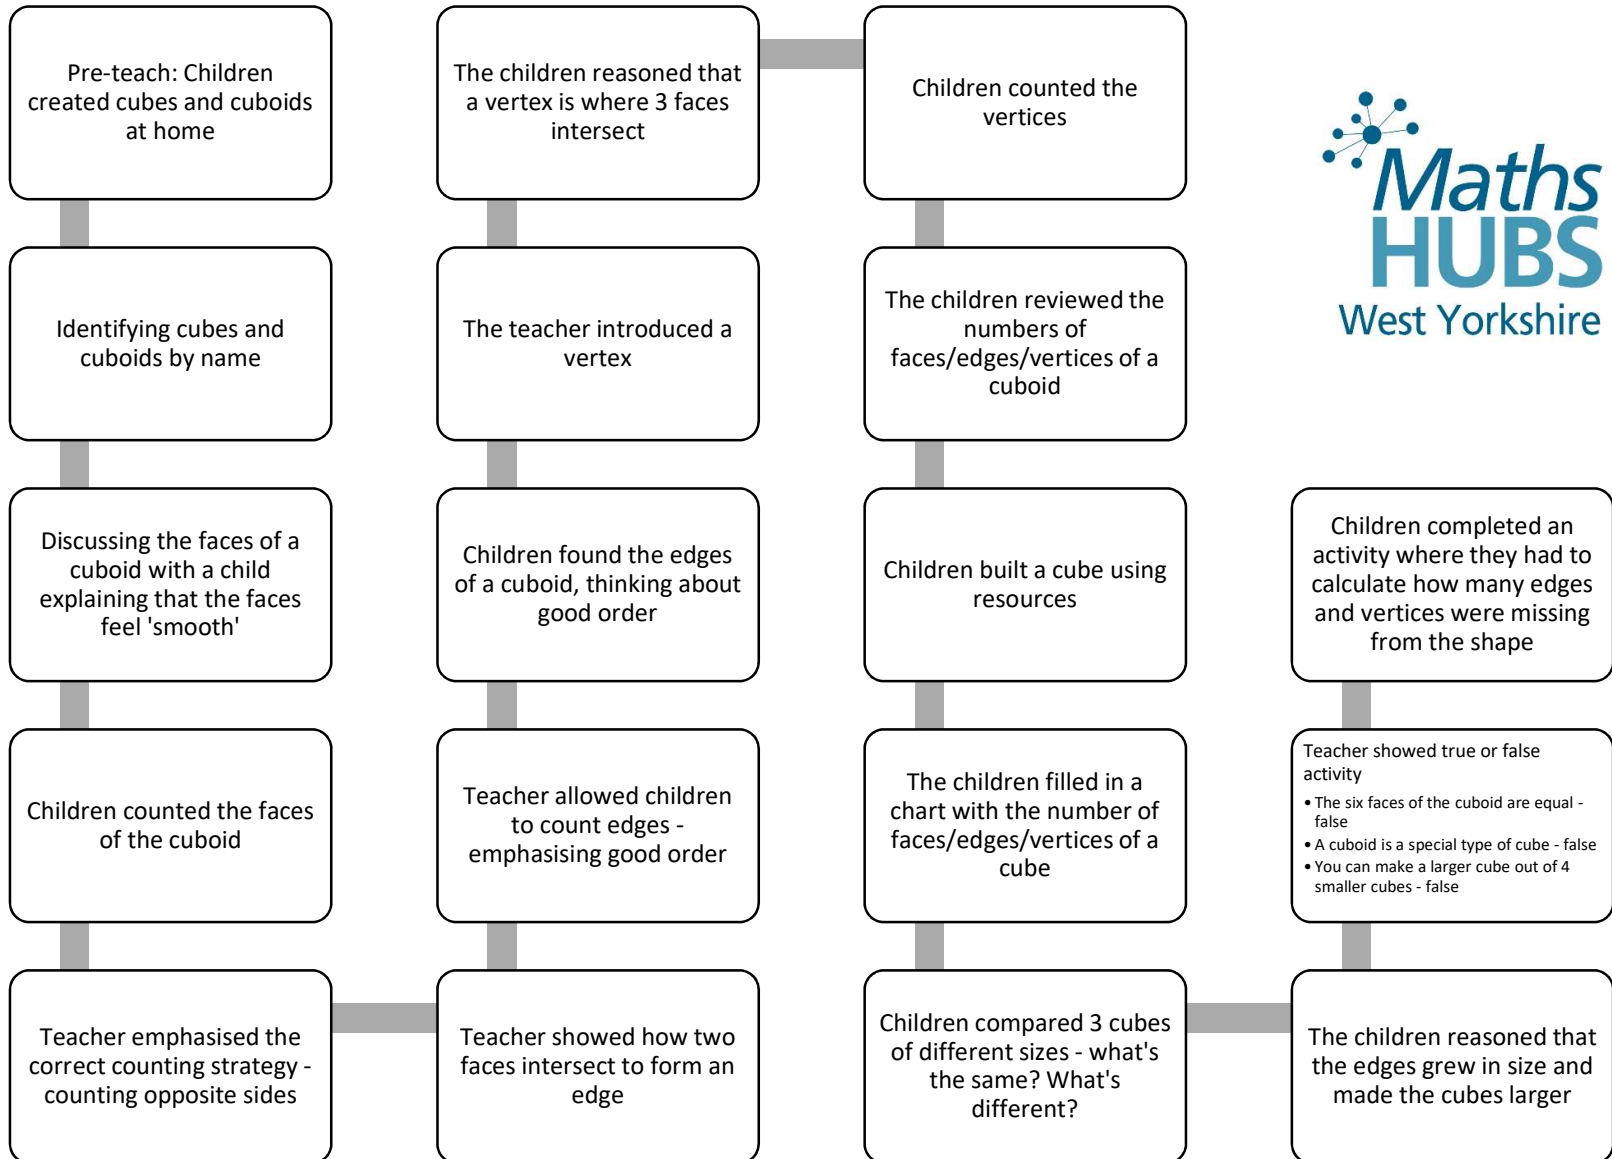 Pre-teach: Children
created cubes and cuboids
at home
Identifying cubes and
cuboids by name
Discussing the faces of a
cuboid with a child
explaining that the faces
feel 'smooth'
Children counted the faces
of the cuboid
Teacher emphasised the
correct counting strategy -
counting opposite sides
Teacher showed how two
faces intersect to form an
edge
Teacher allowed children
to count edges -
emphasising good order
Children found the edges
of a cuboid, thinking about
good order
The teacher introduced a
vertex
The children reasoned that
a vertex is where 3 faces
intersect
Children counted the
vertices
The children reviewed the
numbers of
faces/edges/vertices of a
cuboid
Children built a cube using
resources
The children filled in a
chart with the number of
faces/edges/vertices of a
cube
Children compared 3 cubes
of different sizes - what's
the same? What's
different?
The children reasoned that
the edges grew in size and
made the cubes larger
Teacher showed true or false
activity
• The six faces of the cuboid are equal -
false
• A cuboid is a special type of cube - false
• You can make a larger cube out of 4
smaller cubes - false
Children completed an
activity where they had to
calculate how many edges
and vertices were missing
from the shape
Maths
HUBS
West Yorkshire